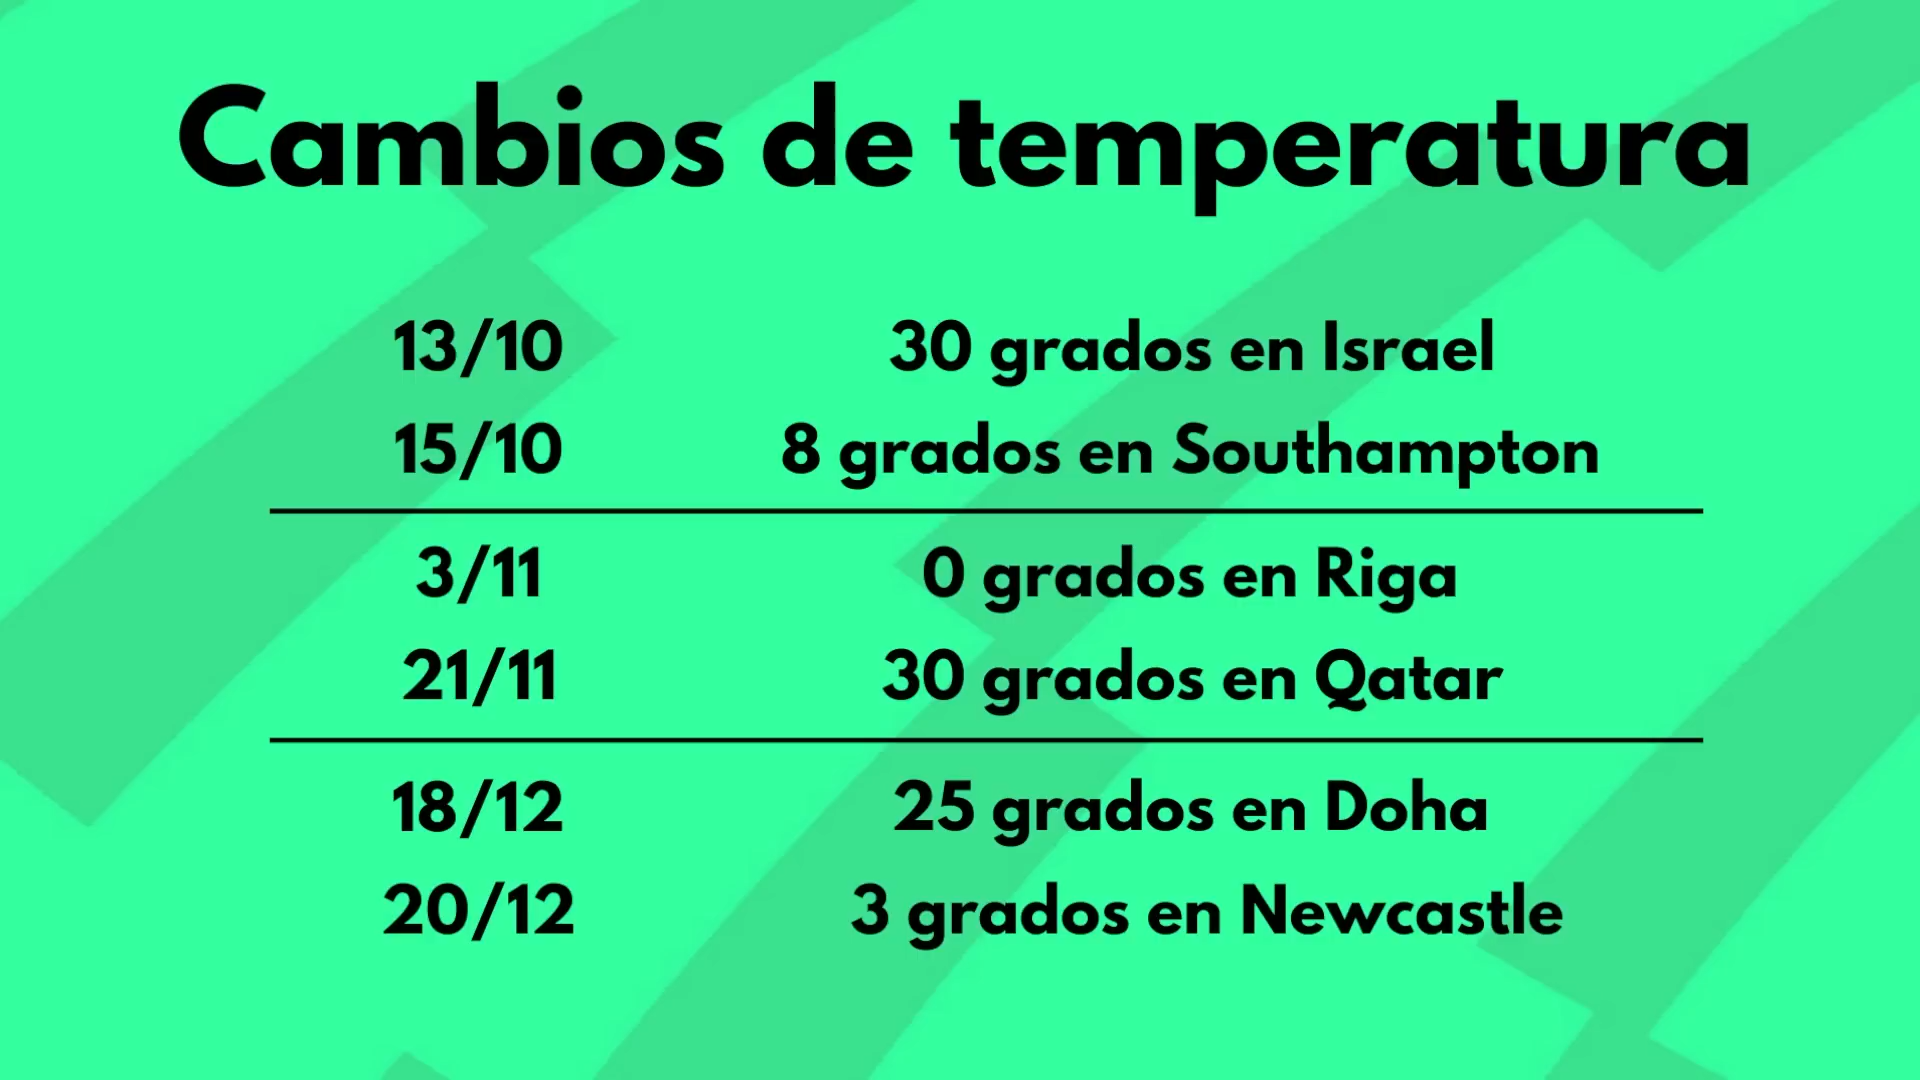 Cambios de temperatura
13/10 30 grados en Israel
15/10 8 grados en Southampton
3/11 0 grados en Riga
21/11 30 grados en Qatar
18/12 25 grados en Doha
20/12 3 grados en Newcastle